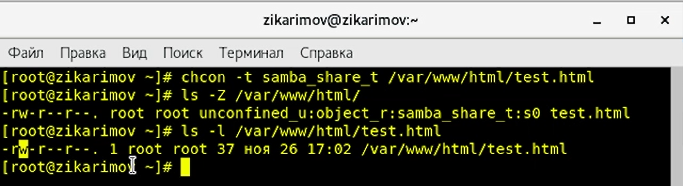 zikarimov@zikarimov:~
Файл Правка Вид Поиск Терминал Справка
[root@zikarimov ~]# chcon -t samba_share_t /var/www/html/test.html
[root@zikarimov ~]# ls -Z /var/www/html/
-rw-r--r--. root root unconfined_u:object_r:samba_share_t:s0 test.html
[root@zikarimov ~]# ls -l /var/www/html/test.html
-rw-r--r--. 1 root root 37 ноя 26 17:02 /var/www/html/test.html
[root@zikarimov ~]#